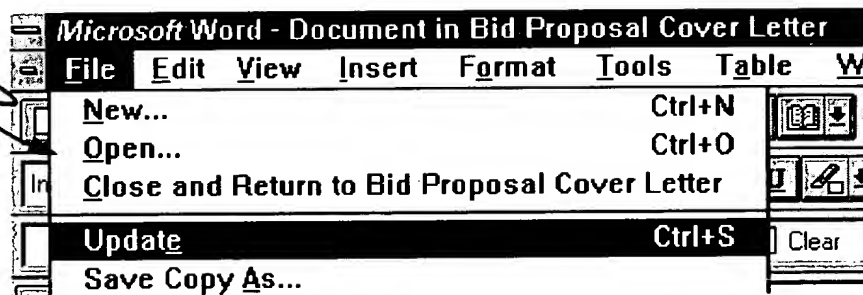 Microsoft Word - Document in Bid Proposal Cover Letter
File Edit View Insert Format Tools Table W
New... Ctrl+N
Open... Ctrl+O
Close and Return to Bid Proposal Cover Letter
In U
Update Ctrl+S Clear
Save Copy As...